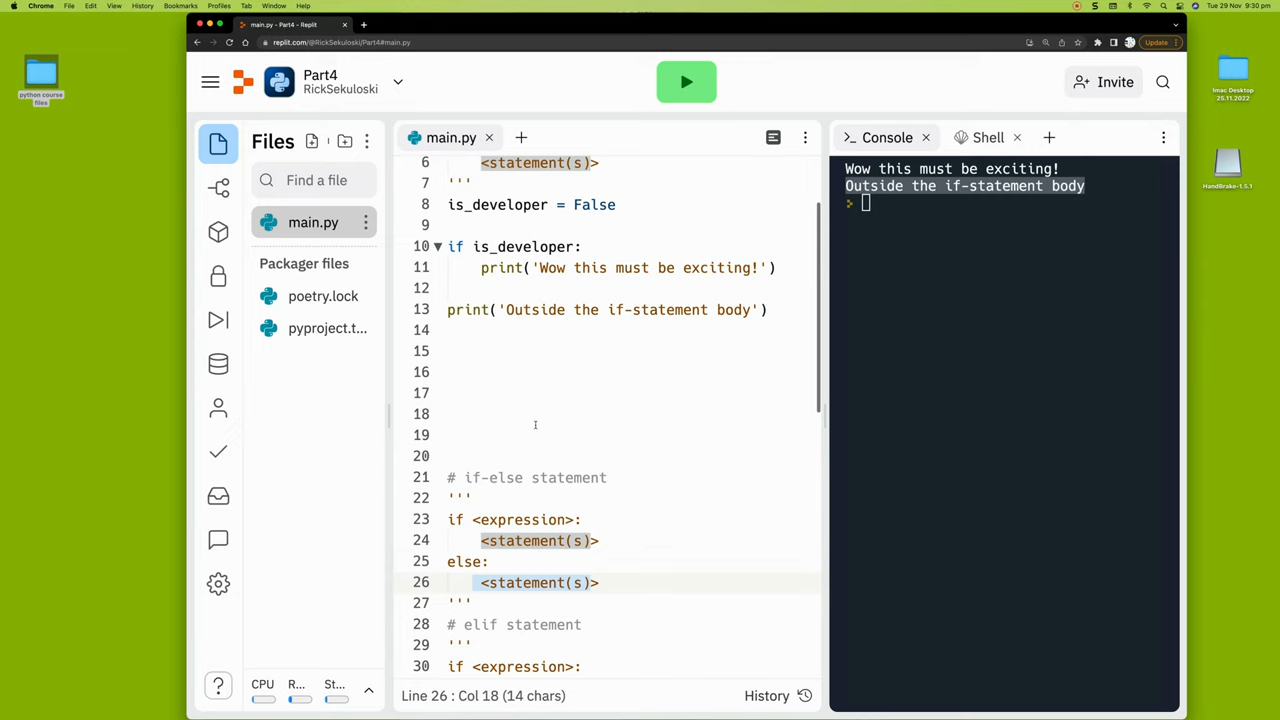 Chrome File Edit View History Bookmarks Profiles Tab Window Help
Tue 29 Nov 9:30 pm
main.py - Part4 - Replit
replit.com/@RickSekuloski/Part4#main.py
Update
python course files
Imac Desktop
25.11.2022
HandBrake-1.5.1
Part4
RickSekuloski
Invite
Files
Find a file
main.py
Packager files
poetry.lock
pyproject.t...
CPU R... St...
main.py
6 <statement(s)>
7 '''
8 is_developer = False
9
10 if is_developer:
11 print('Wow this must be exciting!')
12
13 print('Outside the if-statement body')
14
15
16
17
18
19
20
21 # if-else statement
22 '''
23 if <expression>:
24 <statement(s)>
25 else:
26 <statement(s)>
27 '''
28 # elif statement
29 '''
30 if <expression>:
Line 26 : Col 18 (14 chars)
History
Console
Shell
Wow this must be exciting!
Outside the if-statement body